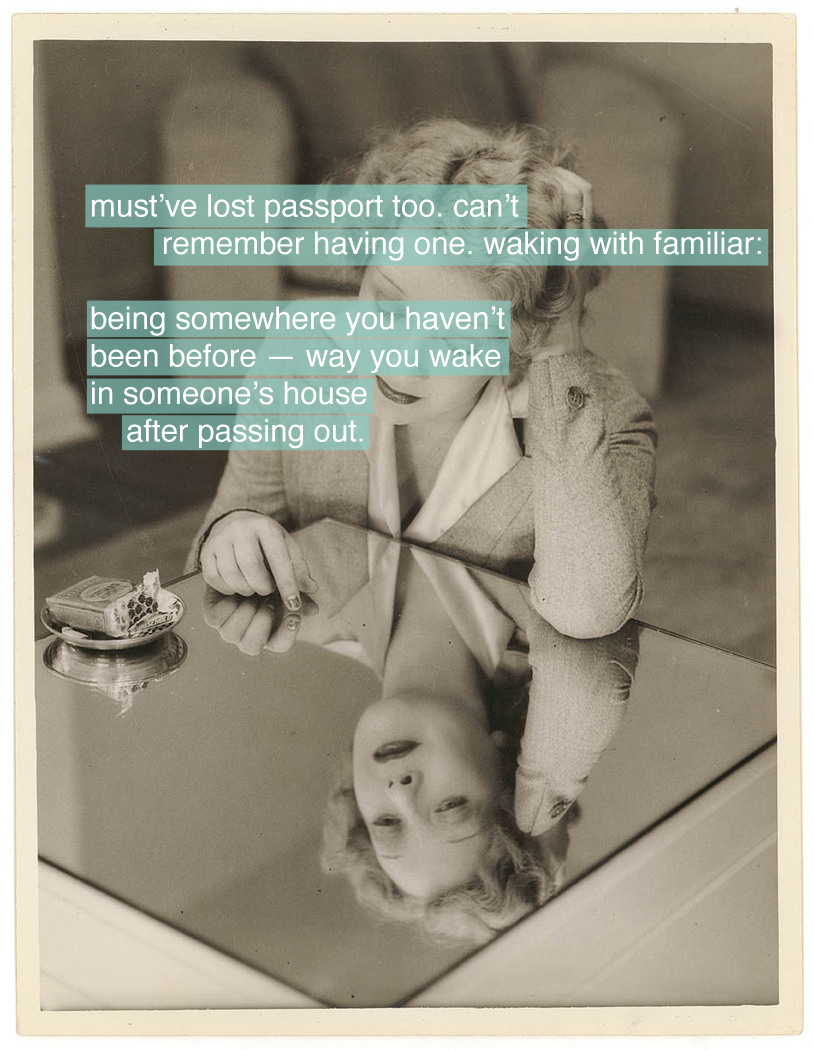 must’ve lost passport too. can’t
remember having one. waking with familiar:
being somewhere you haven’t
been before — way you wake
in someone’s house
after passing out.